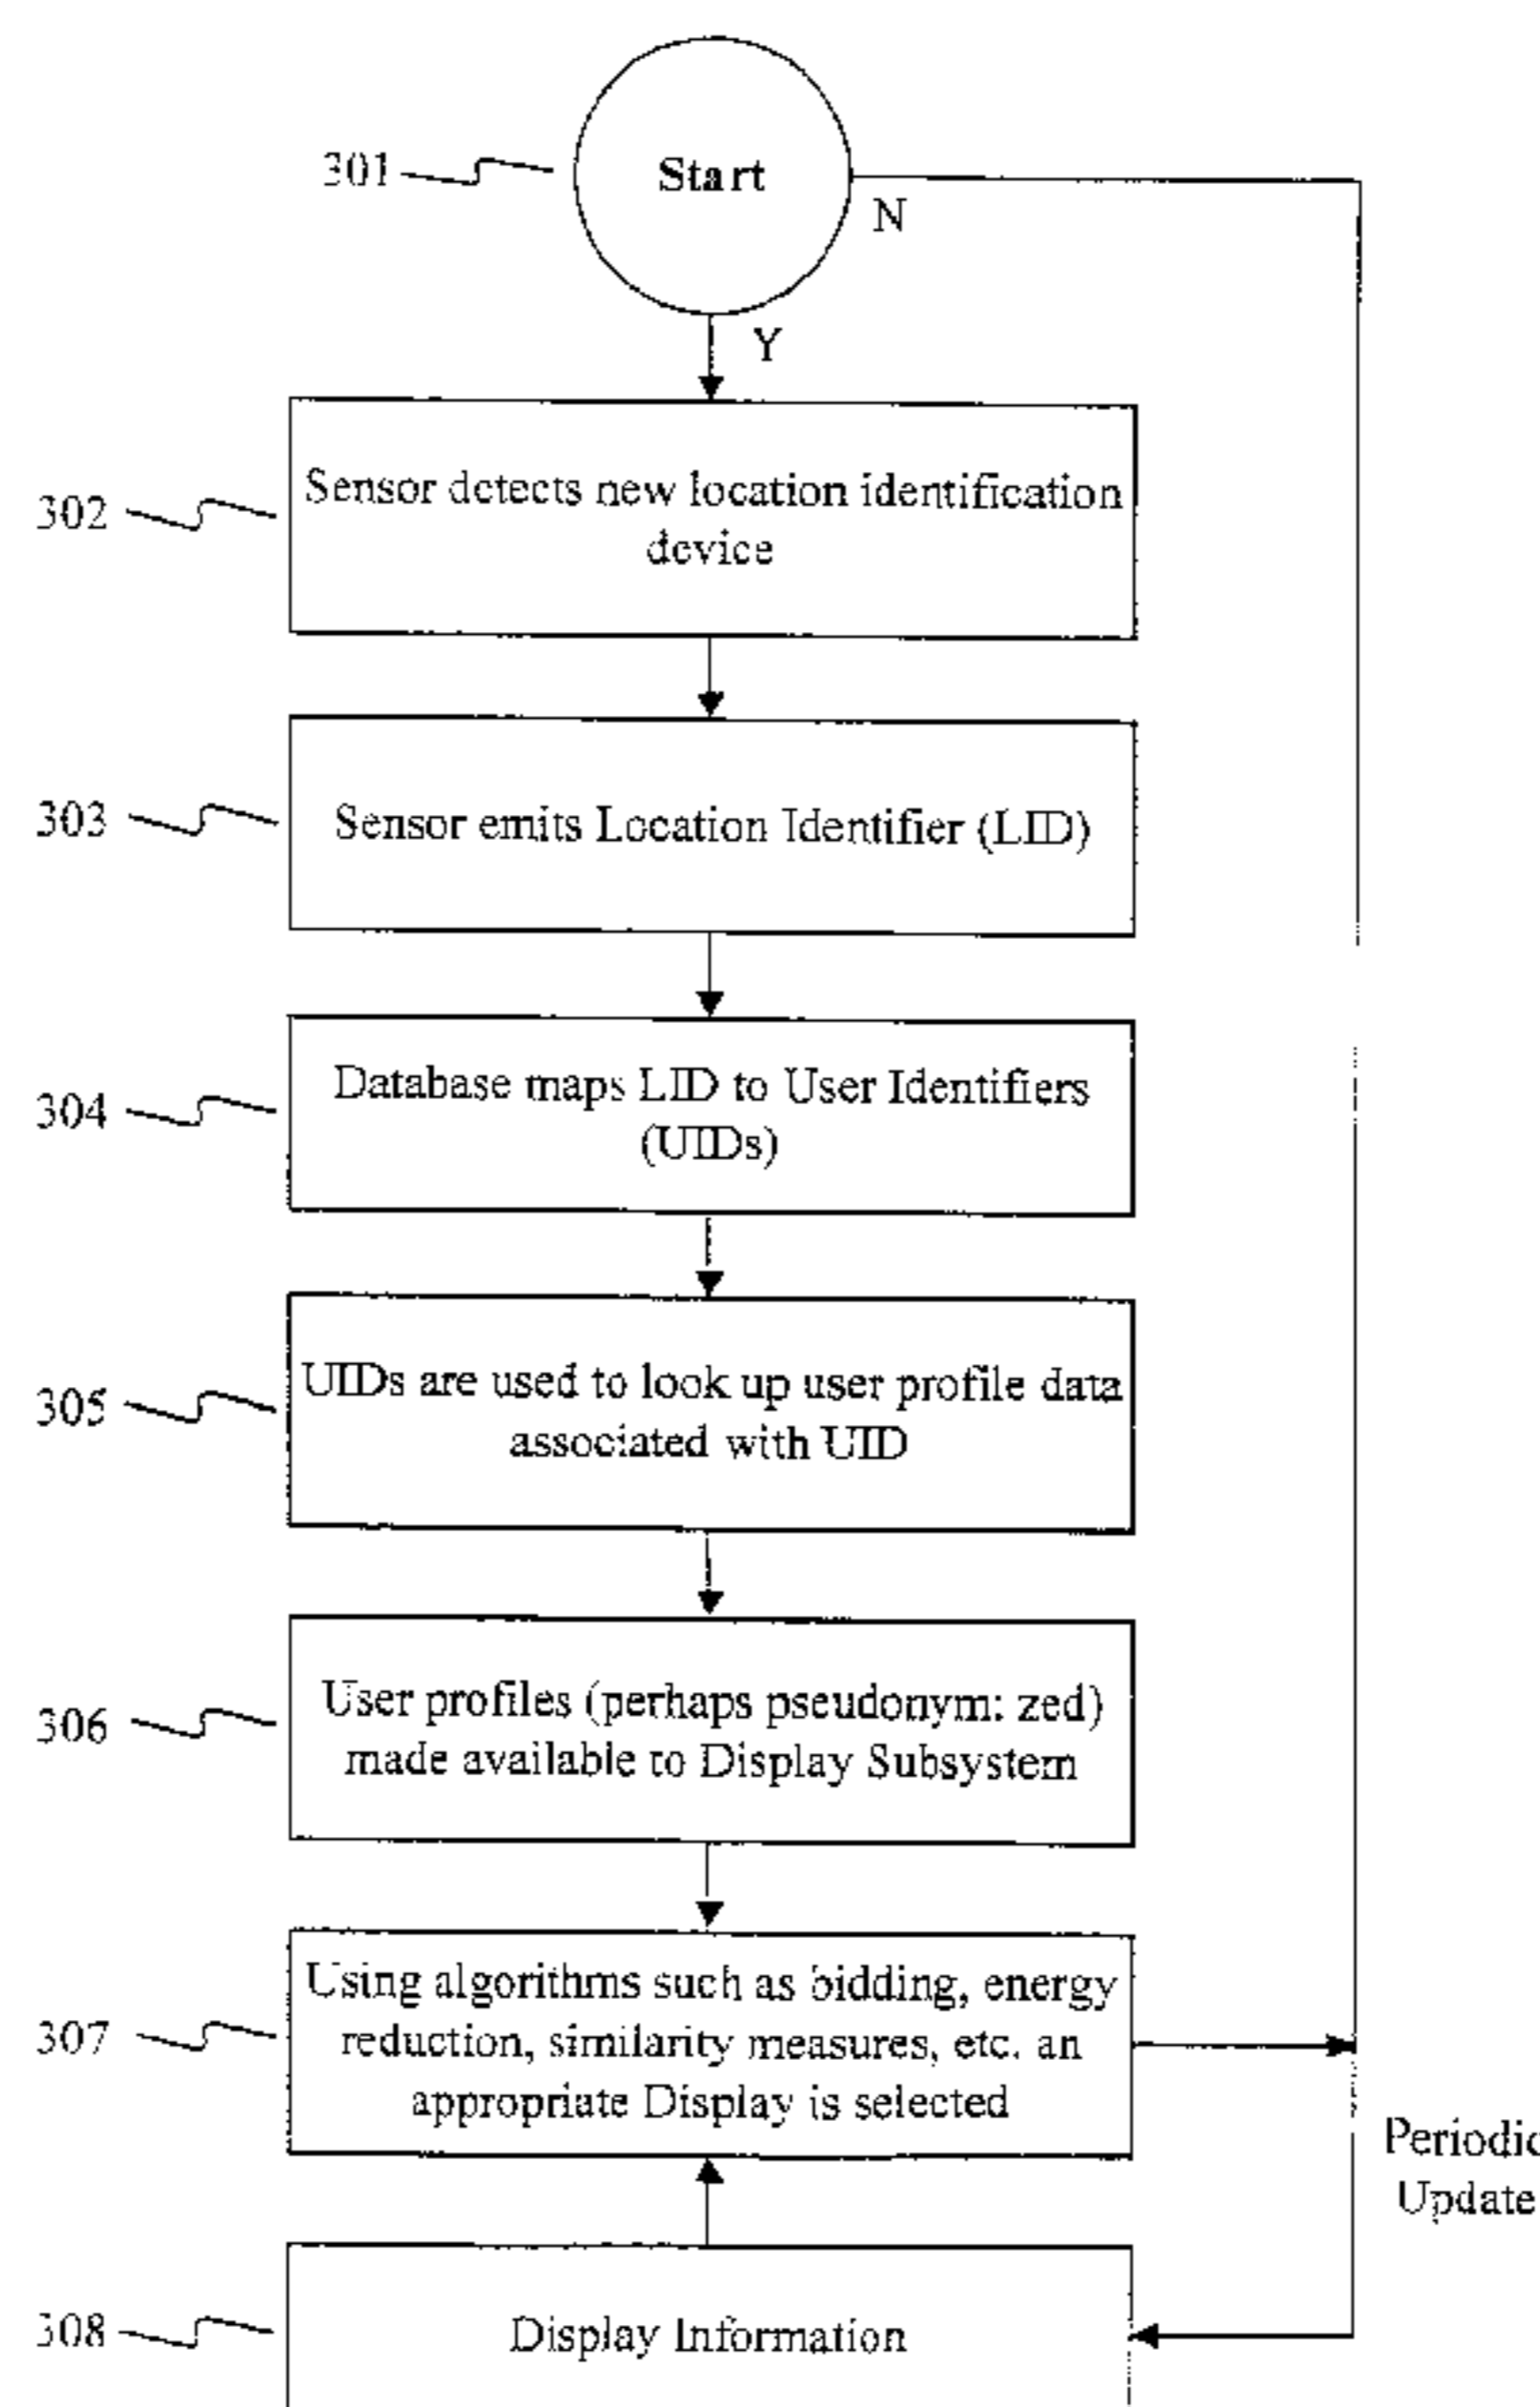 301
Start
N
Y
302
Sensor detects new location identification
device
303
Sensor emits Location Identifier (LID)
304
Database maps LID to User Identifiers
(UIDs)
305
UIDs are used to look up user profile data
associated with UID
306
User profiles (perhaps pseudonym: zed)
made available to Display Subsystem
307
Using algorithms such as bidding, energy
reduction, similarity measures, etc. an
appropriate Display is selected
Periodic
Update
308
Display Information